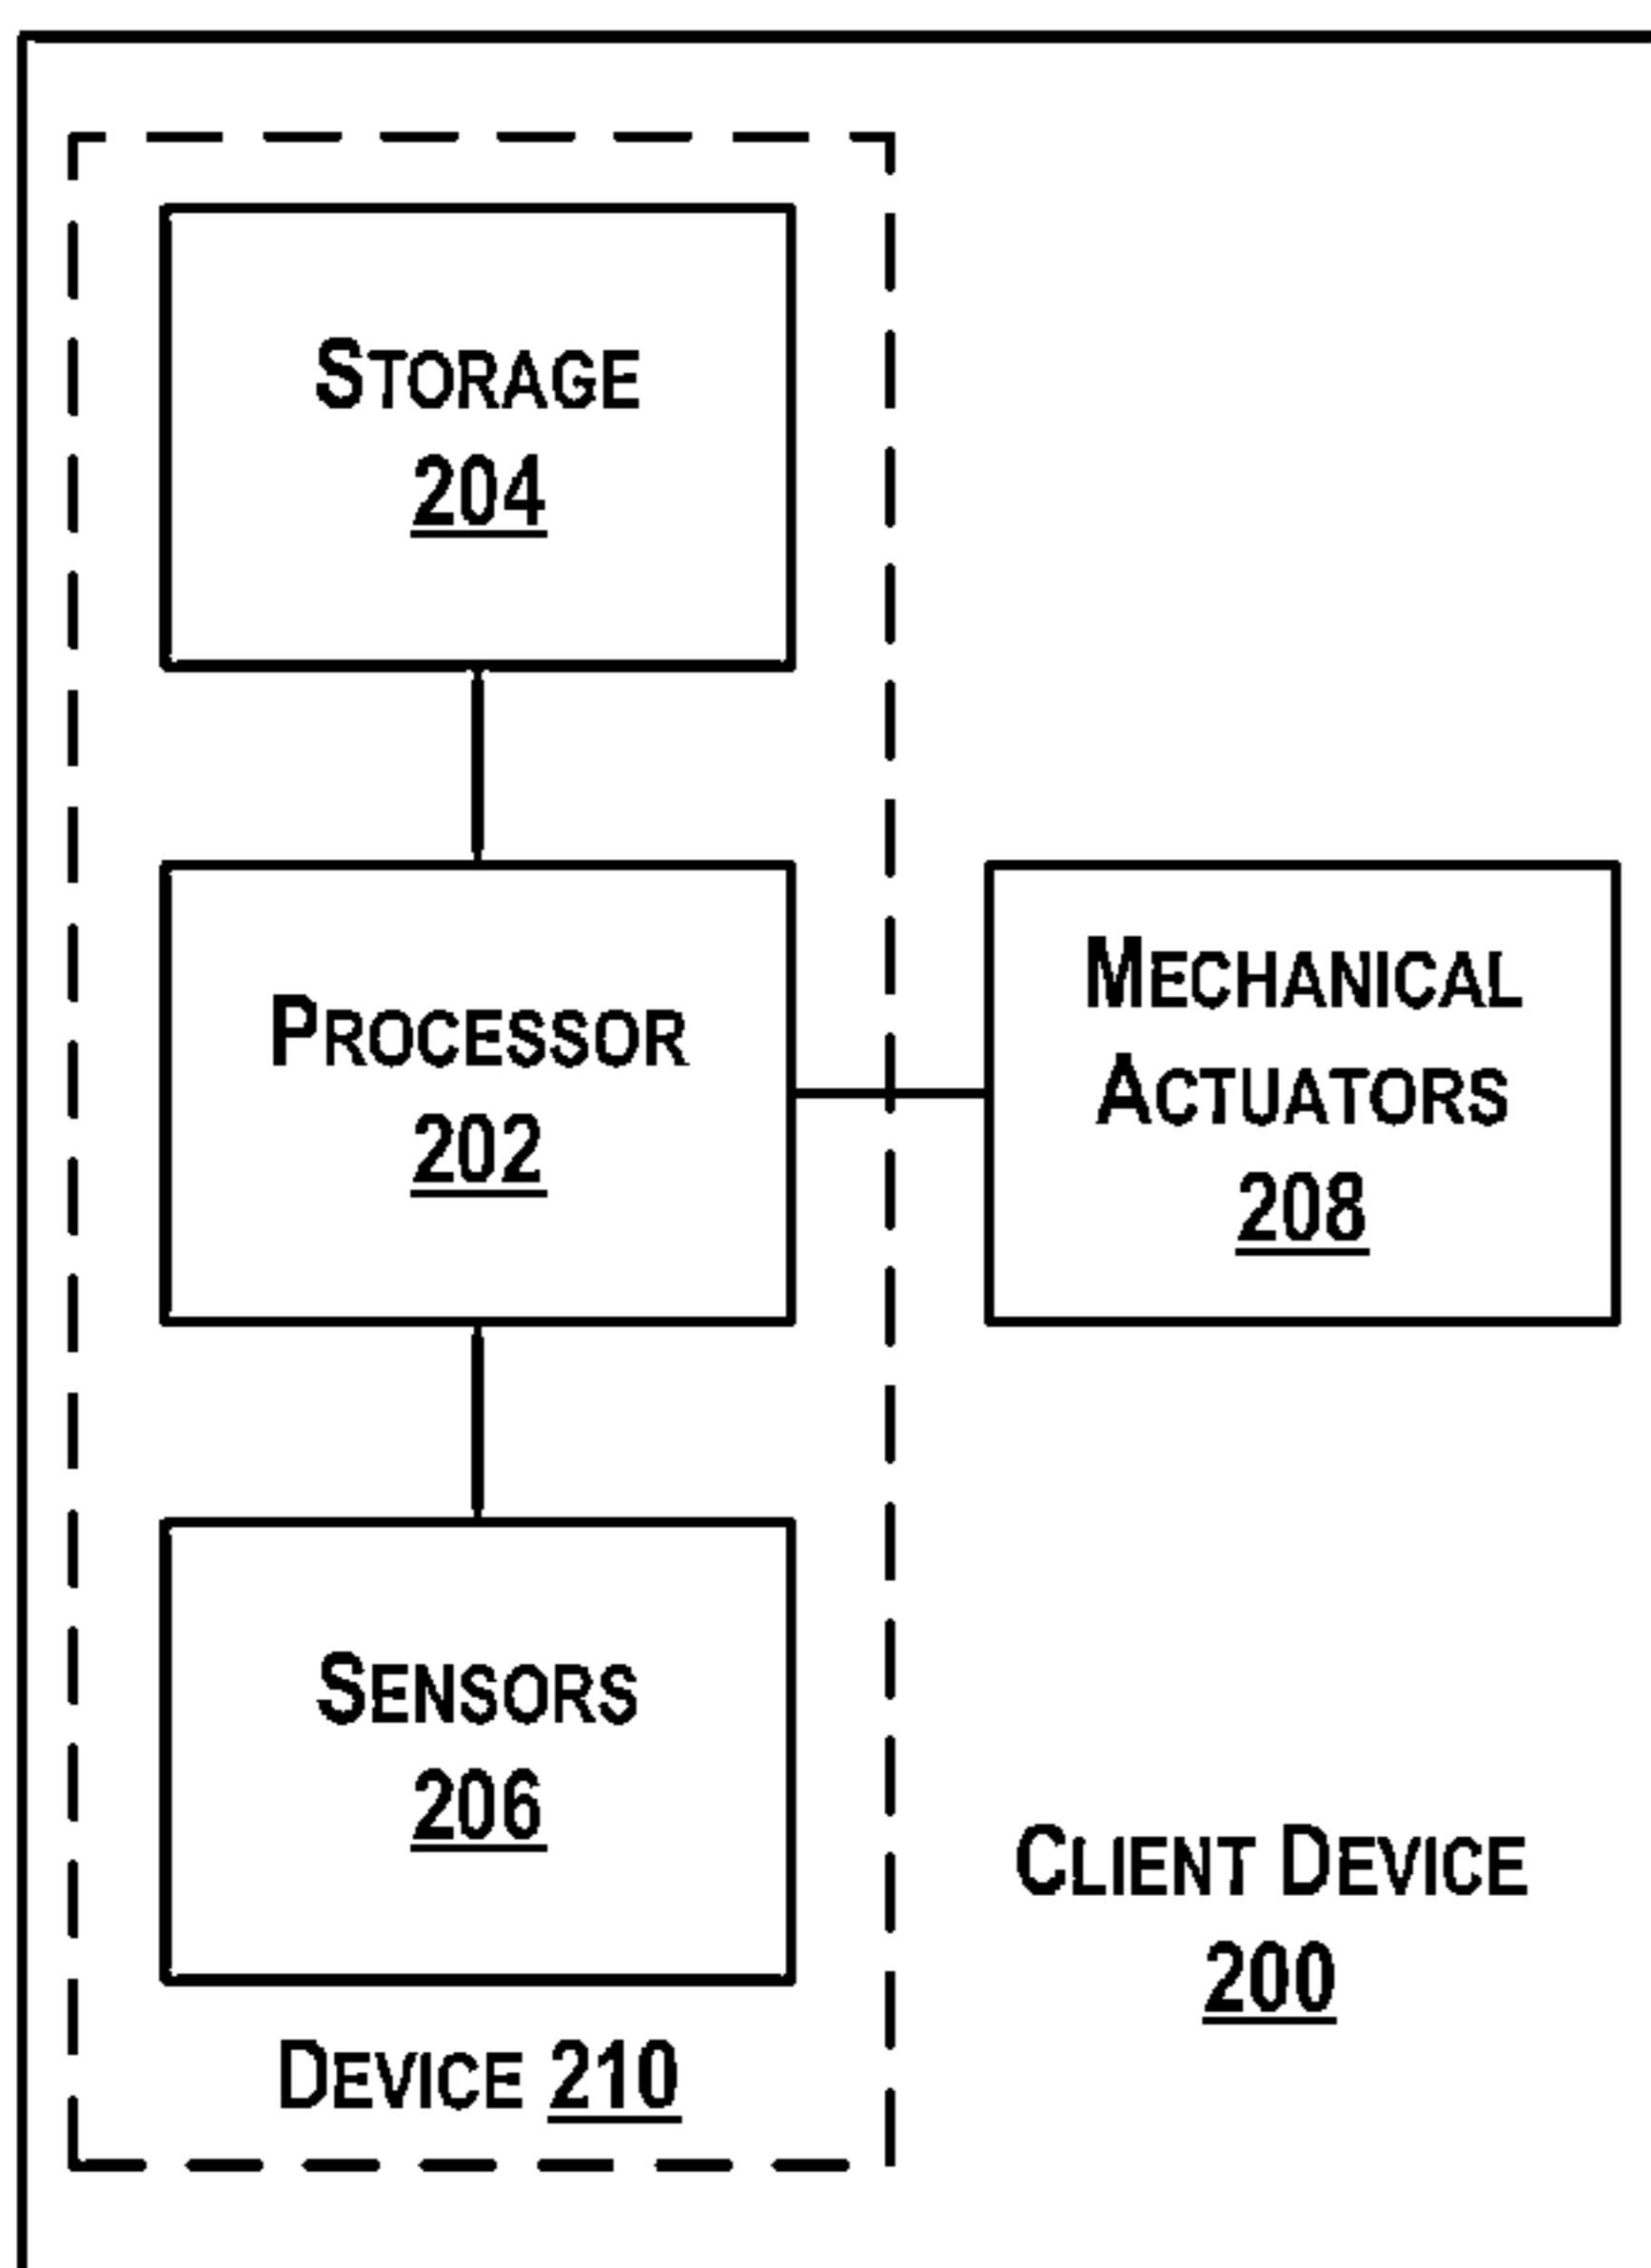 STORAGE
204
PROCESSOR
202
MECHANICAL
ACTUATORS
208
SENSORS
206
CLIENT DEVICE
200
DEVICE 210